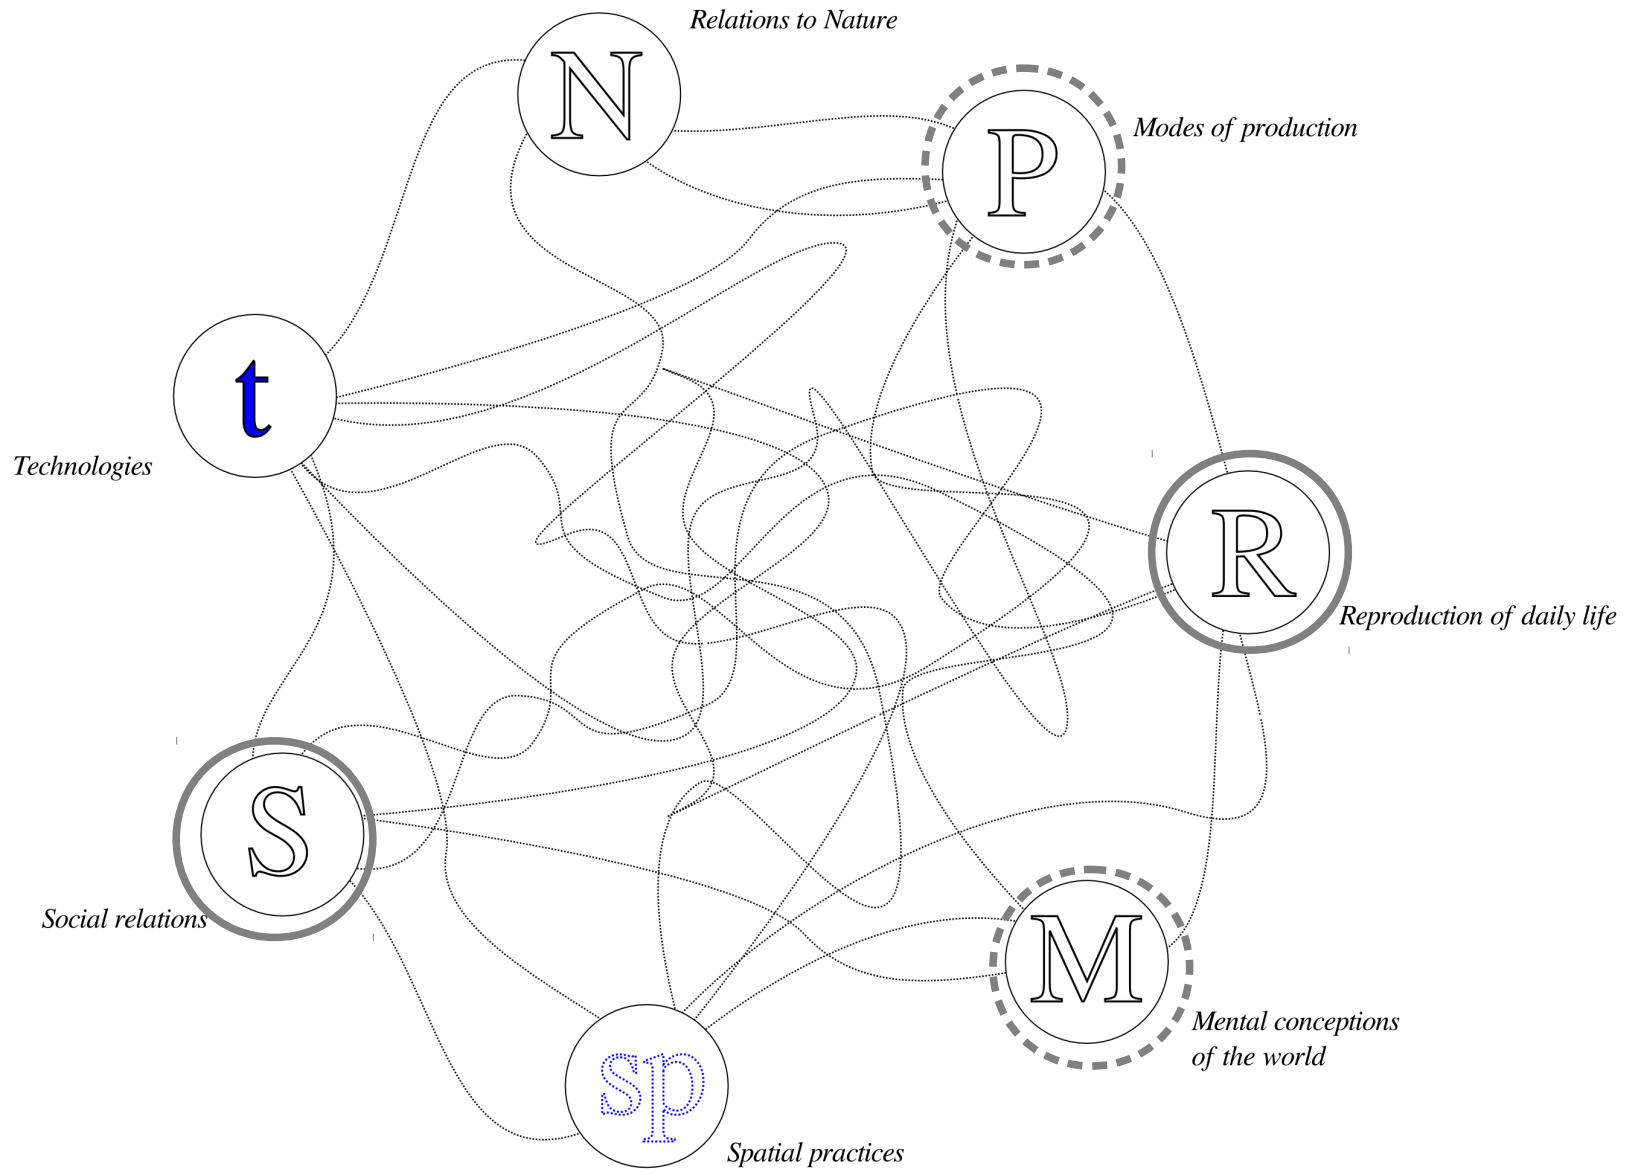 N
Relations to Nature
P
Modes of production
t
Technologies
R
Reproduction of daily life
S
Social relations
M
Mental conceptions
of the world
sp
Spatial practices